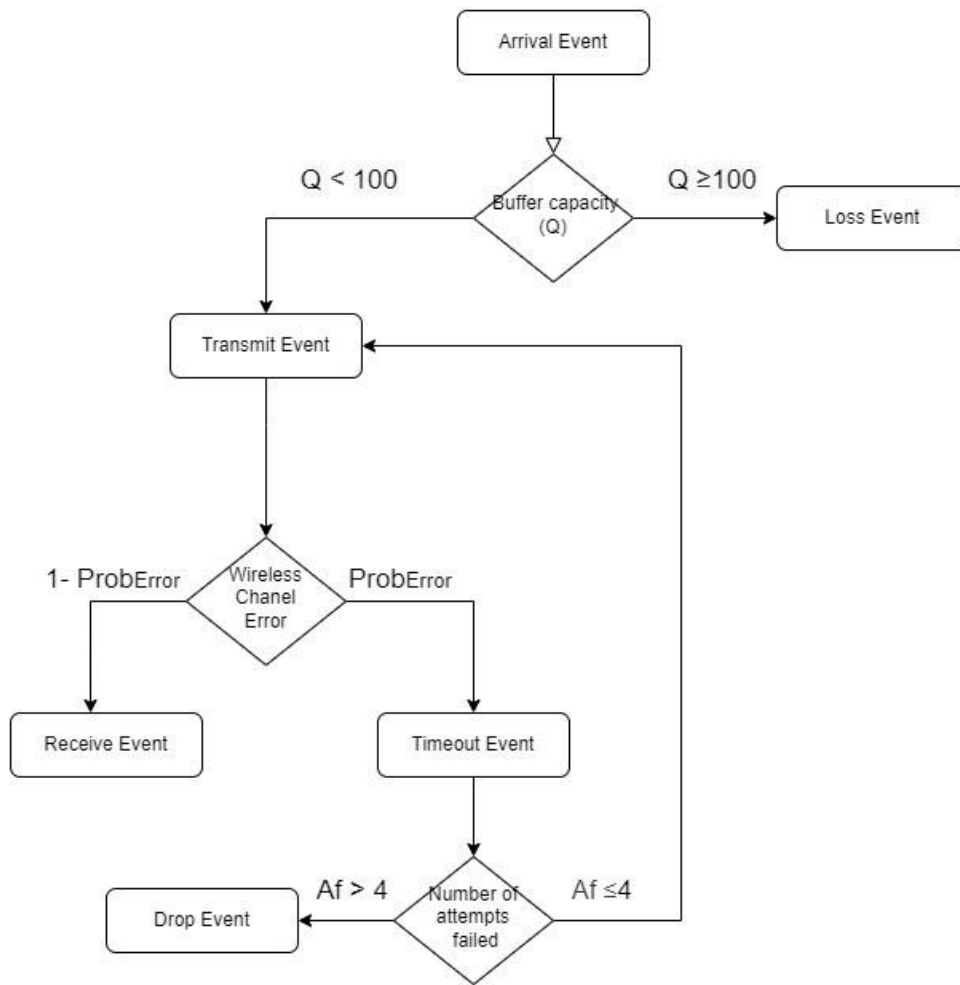 Arrival Event
Q < 100
Q ≥100
Buffer capacity
(Q)
Loss Event
Transmit Event
1- ProbError
Wireless
Chanel
Error
ProbError
Receive Event
Timeout Event
Af > 4
Number of
attempts
failed
Af ≤4
Drop Event